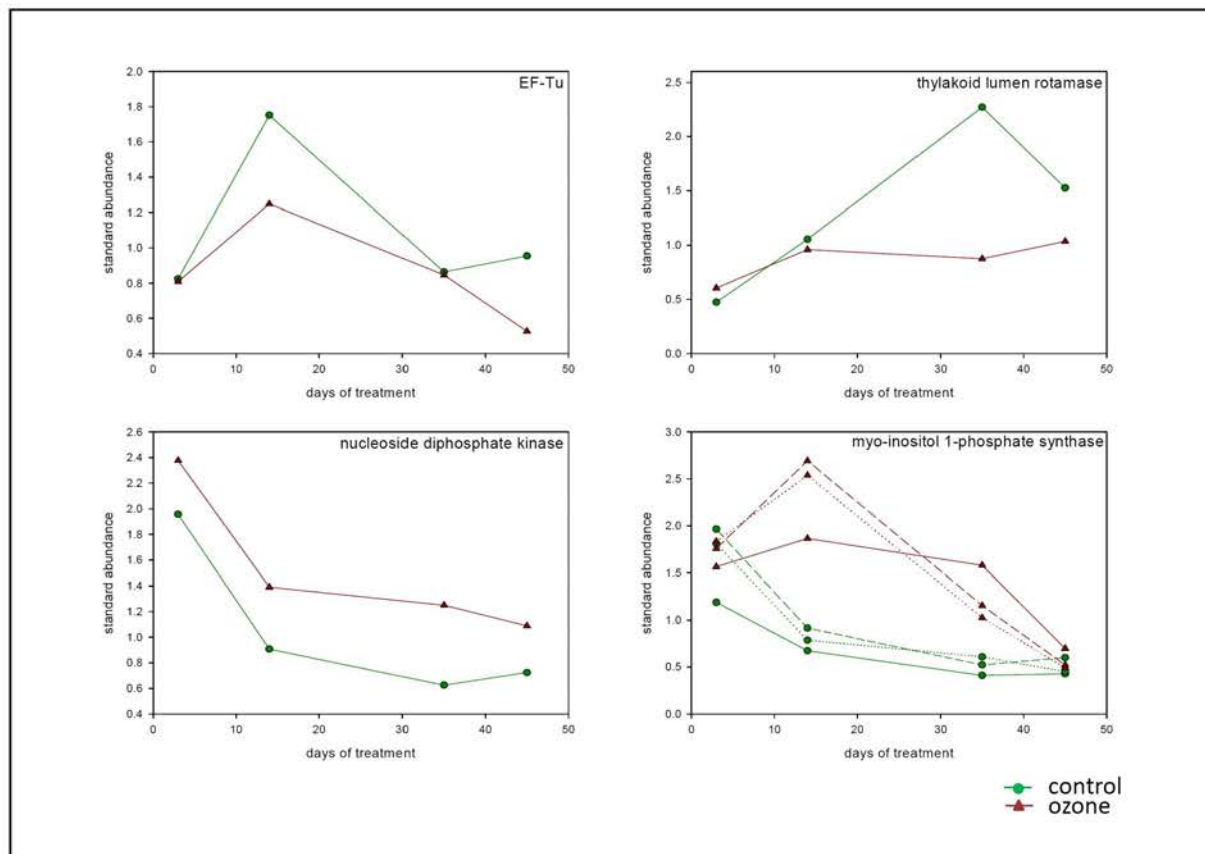 EF-Tu
2.0
1.8
1.6
1.4
1.2
1.0
0.8
0.6
0.4
standard abundance
0 10 20 30 40 50
days of treatment
thylakoid lumen rotamase
2.5
2.0
1.5
1.0
0.5
0.0
standard abundance
0 10 20 30 40 50
days of treatment
nucleoside diphosphate kinase
2.6
2.4
2.2
2.0
1.8
1.6
1.4
1.2
1.0
0.8
0.6
0.4
standard abundance
0 10 20 30 40 50
days of treatment
myo-inositol 1-phosphate synthase
3.0
2.5
2.0
1.5
1.0
0.5
0.0
standard abundance
0 10 20 30 40 50
days of treatment
control
ozone